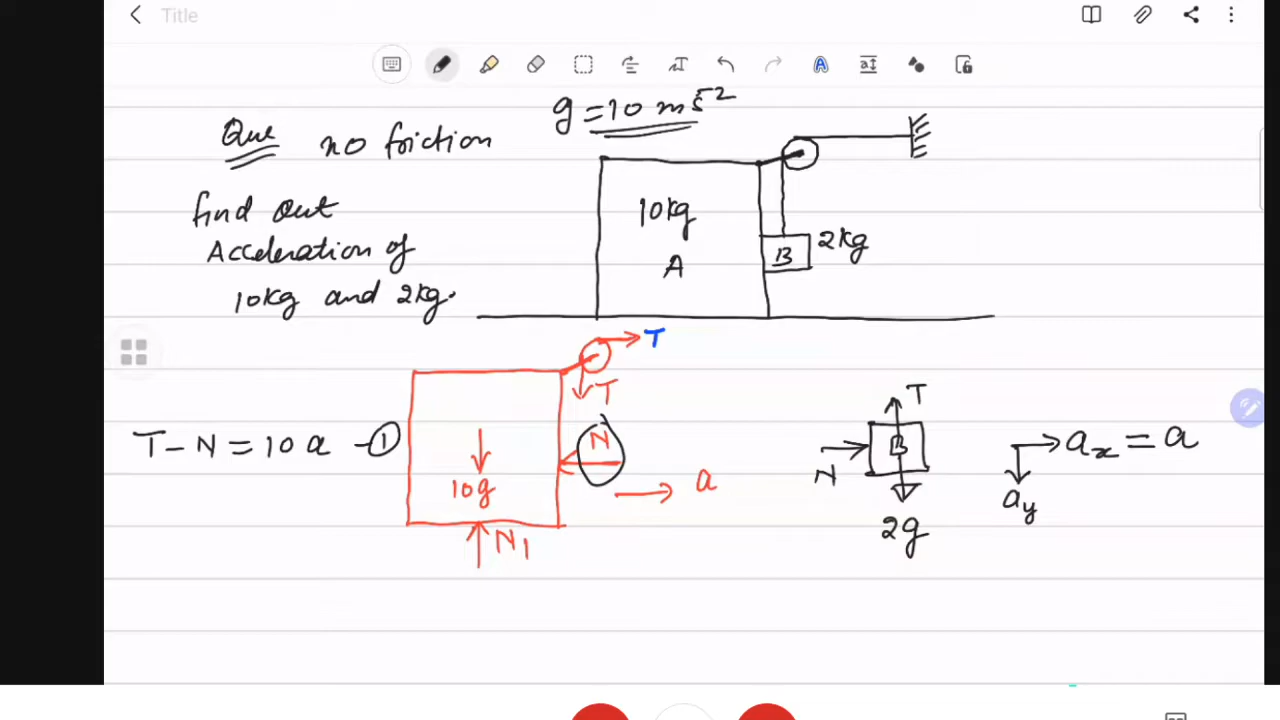 Title
Que no friction g = 10 ms⁻²
find out
Acceleration of
10kg and 2kg.
10kg
A
B 2kg
T
T
T - N = 10 a - ①
N
a
10g
N₁
T
N
B
2g
aₓ = a
a_y